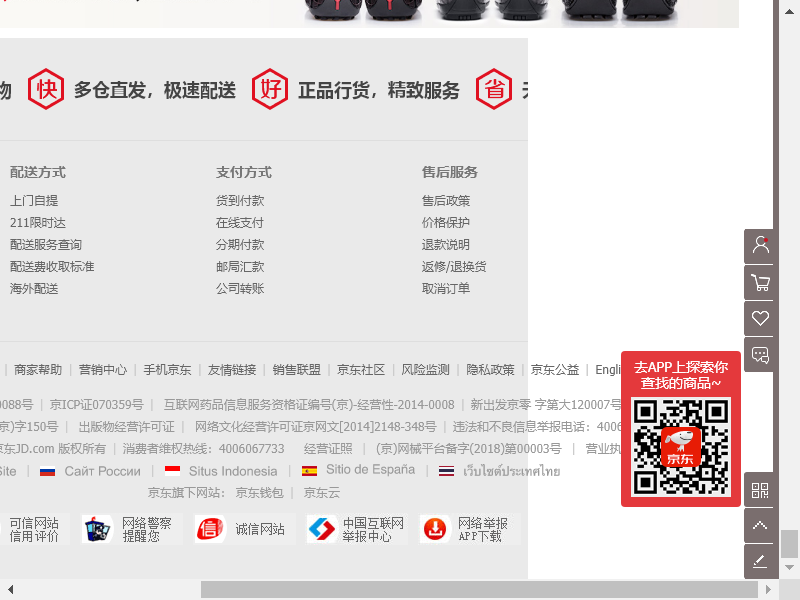 物 快 多仓直发，极速配送 好 正品行货，精致服务 省
配送方式 支付方式 售后服务
上门自提 货到付款 售后政策
211限时达 在线支付 价格保护
配送服务查询 分期付款 退款说明
配送费收取标准 邮局汇款 返修/退换货
海外配送 公司转账 取消订单
| 商家帮助 | 营销中心 | 手机京东 | 友情链接 | 销售联盟 | 京东社区 | 风险监测 | 隐私政策 | 京东公益 | Engli
去APP上探索你
查找的商品~
京东
0088号 | 京ICP证070359号 | 互联网药品信息服务资格证编号(京)-经营性-2014-0008 | 新出发京零 字第大120007号
京)字150号 | 出版物经营许可证 | 网络文化经营许可证京网文[2014]2148-348号 | 违法和不良信息举报电话：4006
京东JD.com 版权所有 | 消费者维权热线：4006067733 经营证照 | (京)网械平台备字(2018)第00003号 | 营业执
Site | Сайт России | Situs Indonesia | Sitio de España | เว็บไซต์ประเทศไทย
京东旗下网站： 京东钱包 | 京东云
可信网站 网络警察 诚信网站 中国互联网 网络举报
信用评价 提醒您 举报中心 APP下载